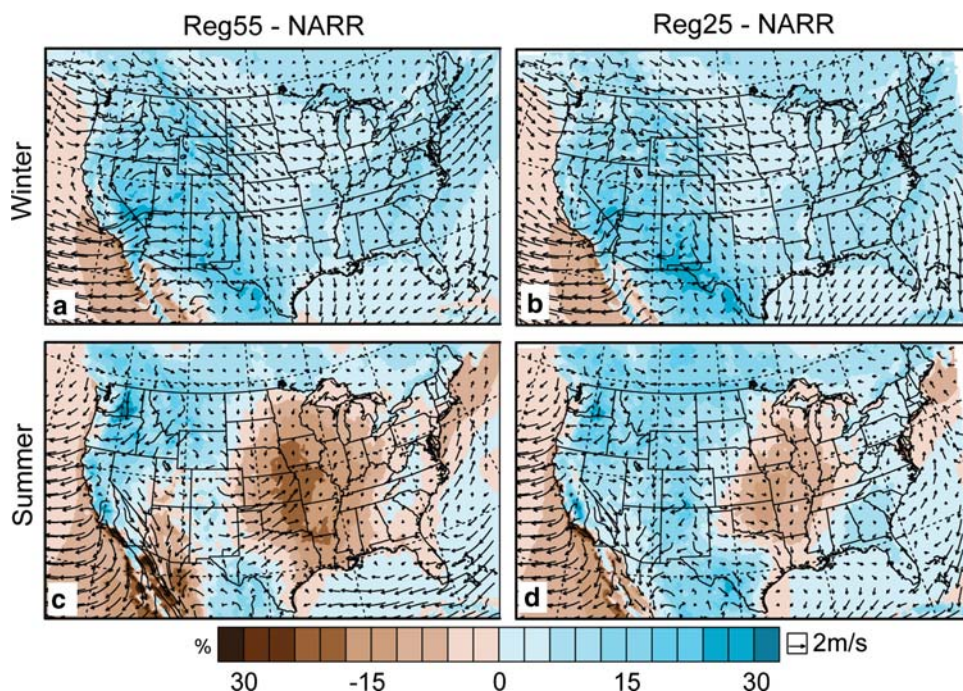 Reg55 - NARR
Reg25 - NARR
Winter
a
b
Summer
c
d
%
2m/s
30
-15
0
15
30